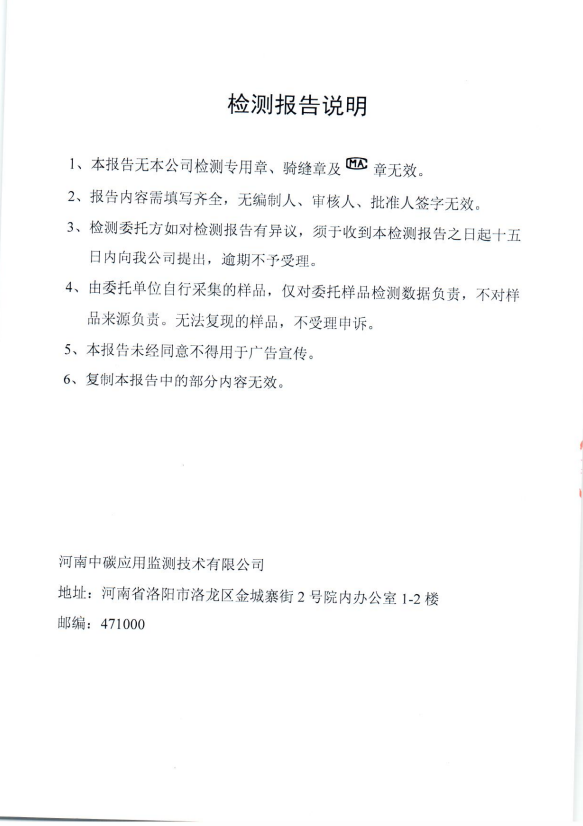 检测报告说明
1、本报告无本公司检测专用章、骑缝章及 MA 章无效。
2、报告内容需填写齐全，无编制人、审核人、批准人签字无效。
3、检测委托方如对检测报告有异议，须于收到本检测报告之日起十五
日内向我公司提出，逾期不予受理。
4、由委托单位自行采集的样品，仅对委托样品检测数据负责，不对样
品来源负责。无法复现的样品，不受理申诉。
5、本报告未经同意不得用于广告宣传。
6、复制本报告中的部分内容无效。
河南中碳应用监测技术有限公司
地址：河南省洛阳市洛龙区金城寨街 2 号院内办公室 1-2 楼
邮编：471000